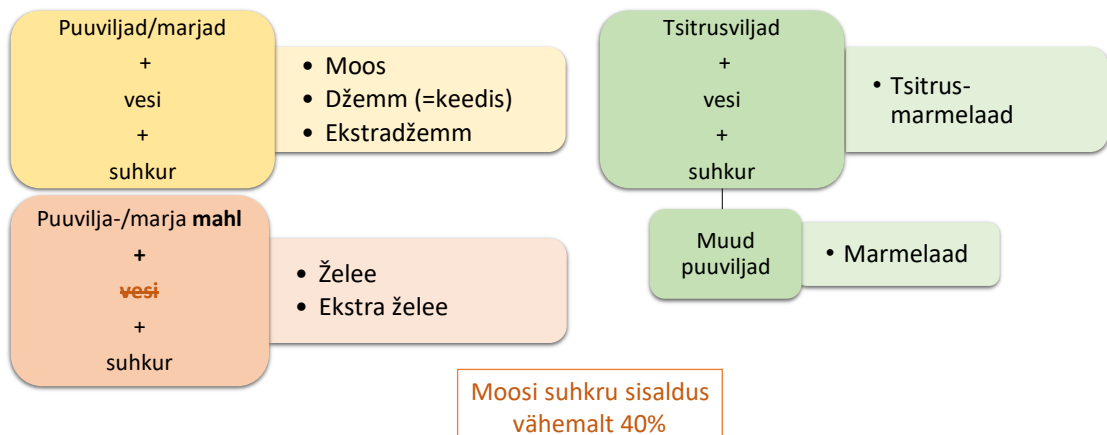 Puuviljad/marjad
+
vesi
+
suhkur
• Moos
• Džemm (=keedis)
• Ekstradžemm
Puuvilja-/marja mahl
+
vesi
+
suhkur
• Želee
• Ekstra želee
Tsitrusviljad
+
vesi
+
suhkur
• Tsitrus-
marmelaad
Muud
puuviljad
• Marmelaad
Moosi suhkru sisaldus
vähemalt 40%